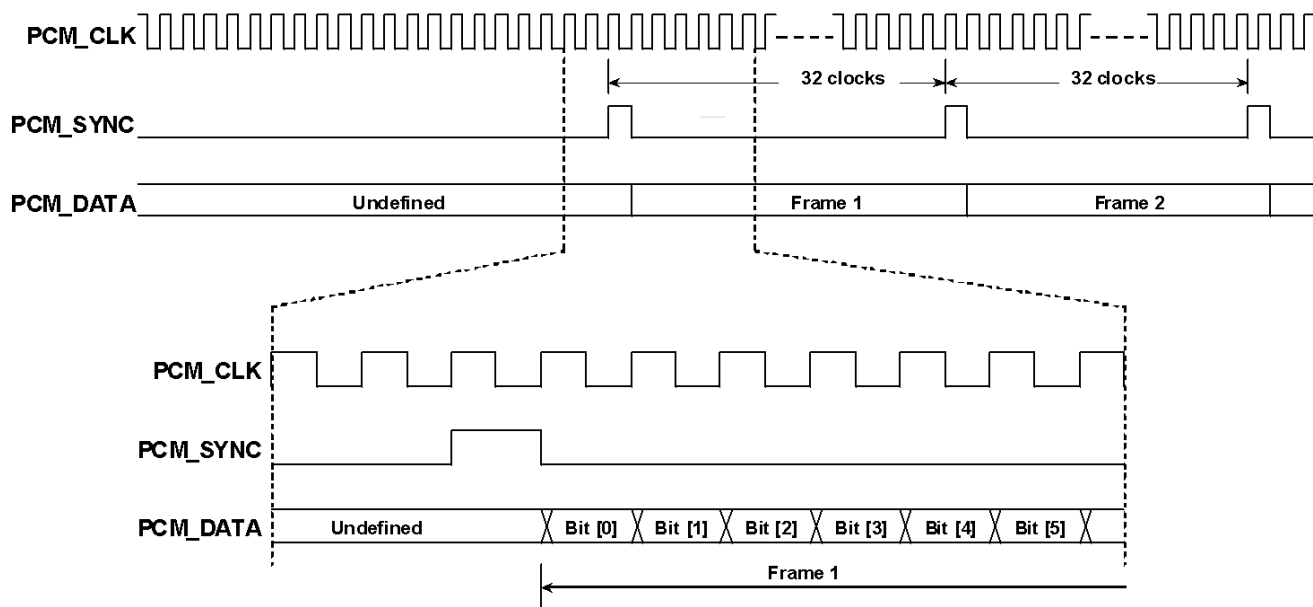 PCM_CLK
32 clocks 32 clocks
PCM_SYNC
PCM_DATA Undefined Frame 1 Frame 2
PCM_CLK
PCM_SYNC
PCM_DATA Undefined Bit [0] Bit [1] Bit [2] Bit [3] Bit [4] Bit [5]
Frame 1